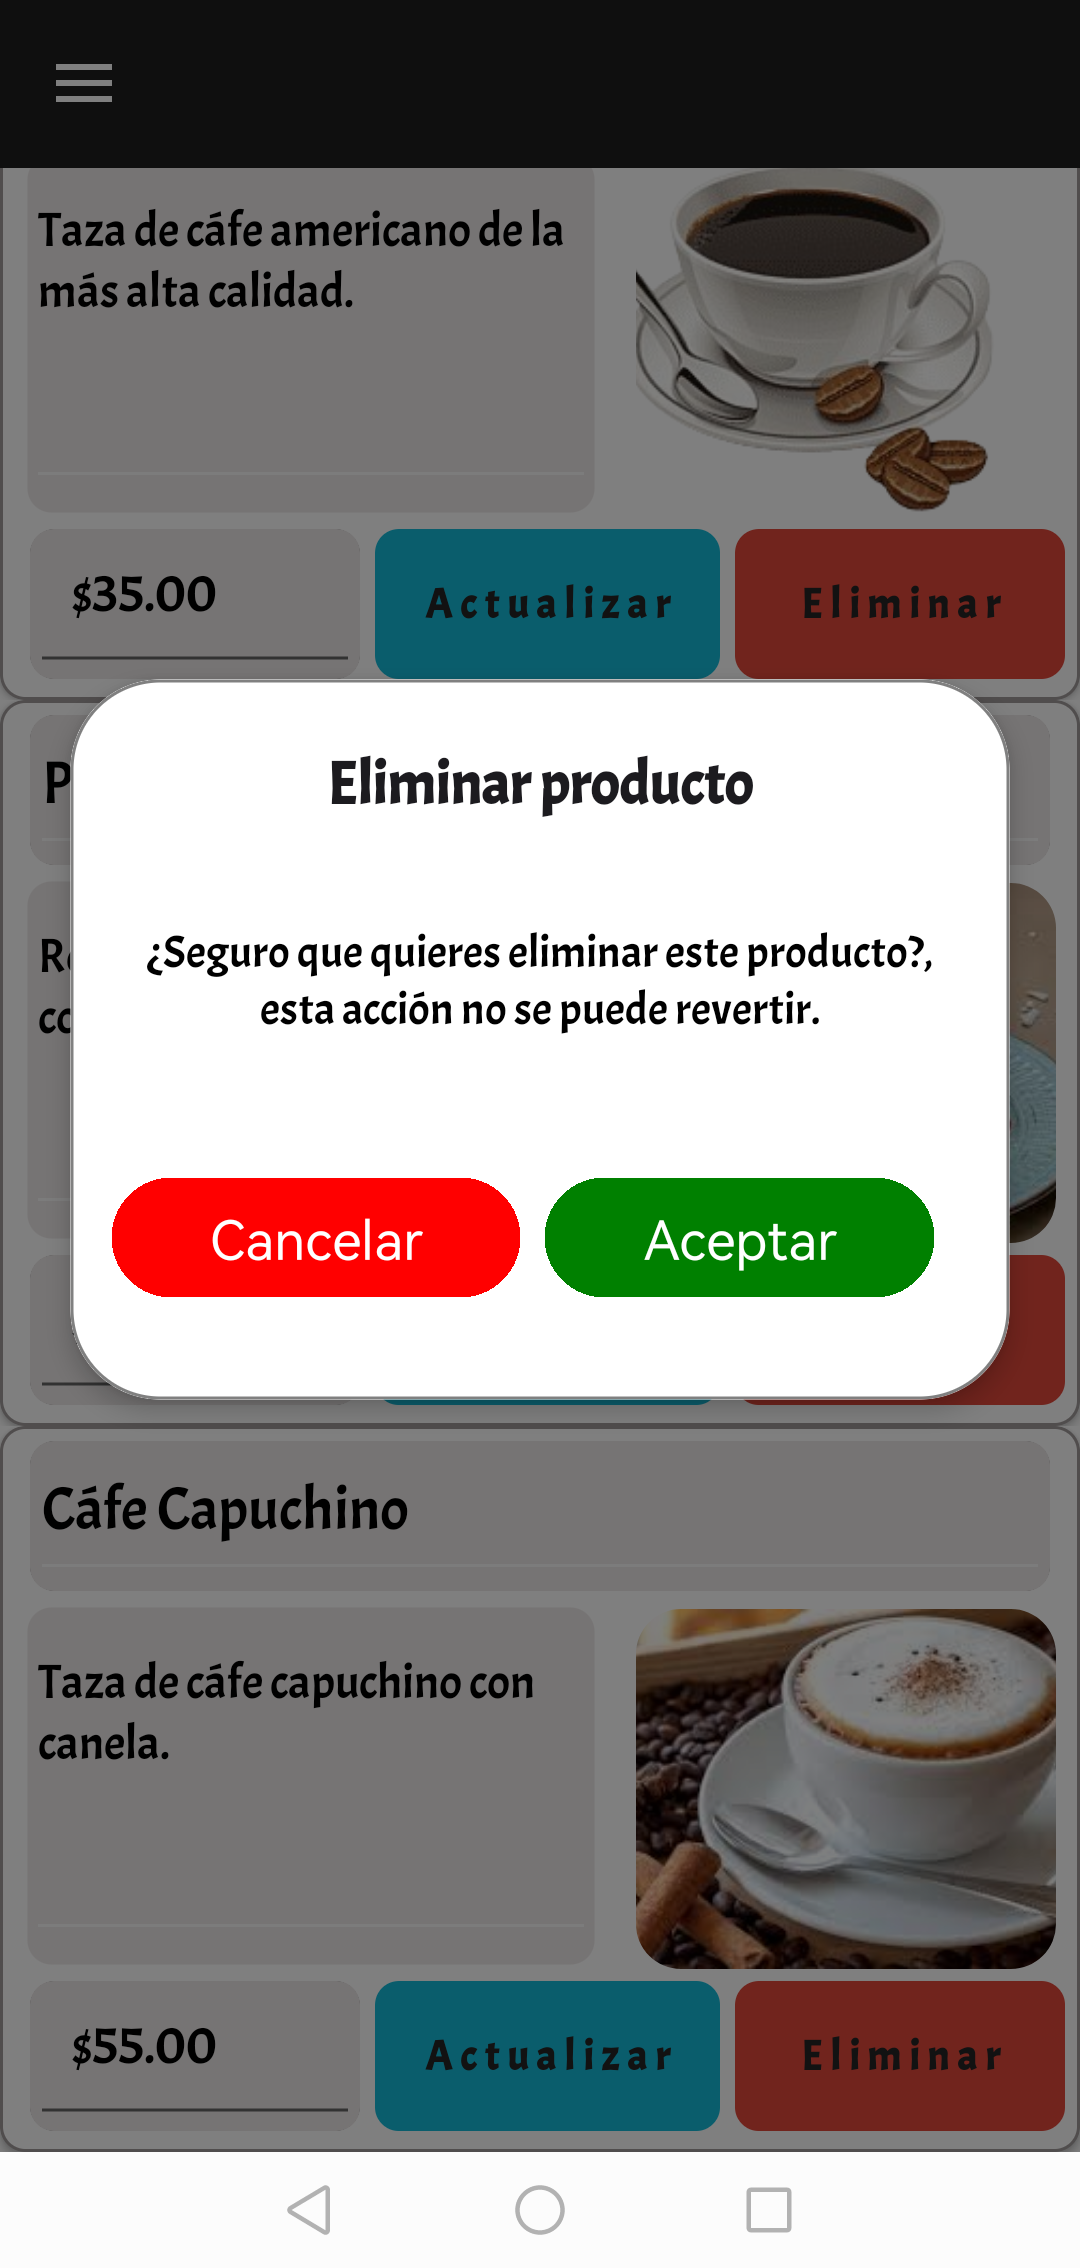 Taza de cáfe americano de la
más alta calidad.
$35.00
Actualizar
Eliminar
Eliminar producto
¿Seguro que quieres eliminar este producto?,
esta acción no se puede revertir.
Cancelar
Aceptar
Cáfe Capuchino
Taza de cáfe capuchino con
canela.
$55.00
Actualizar
Eliminar